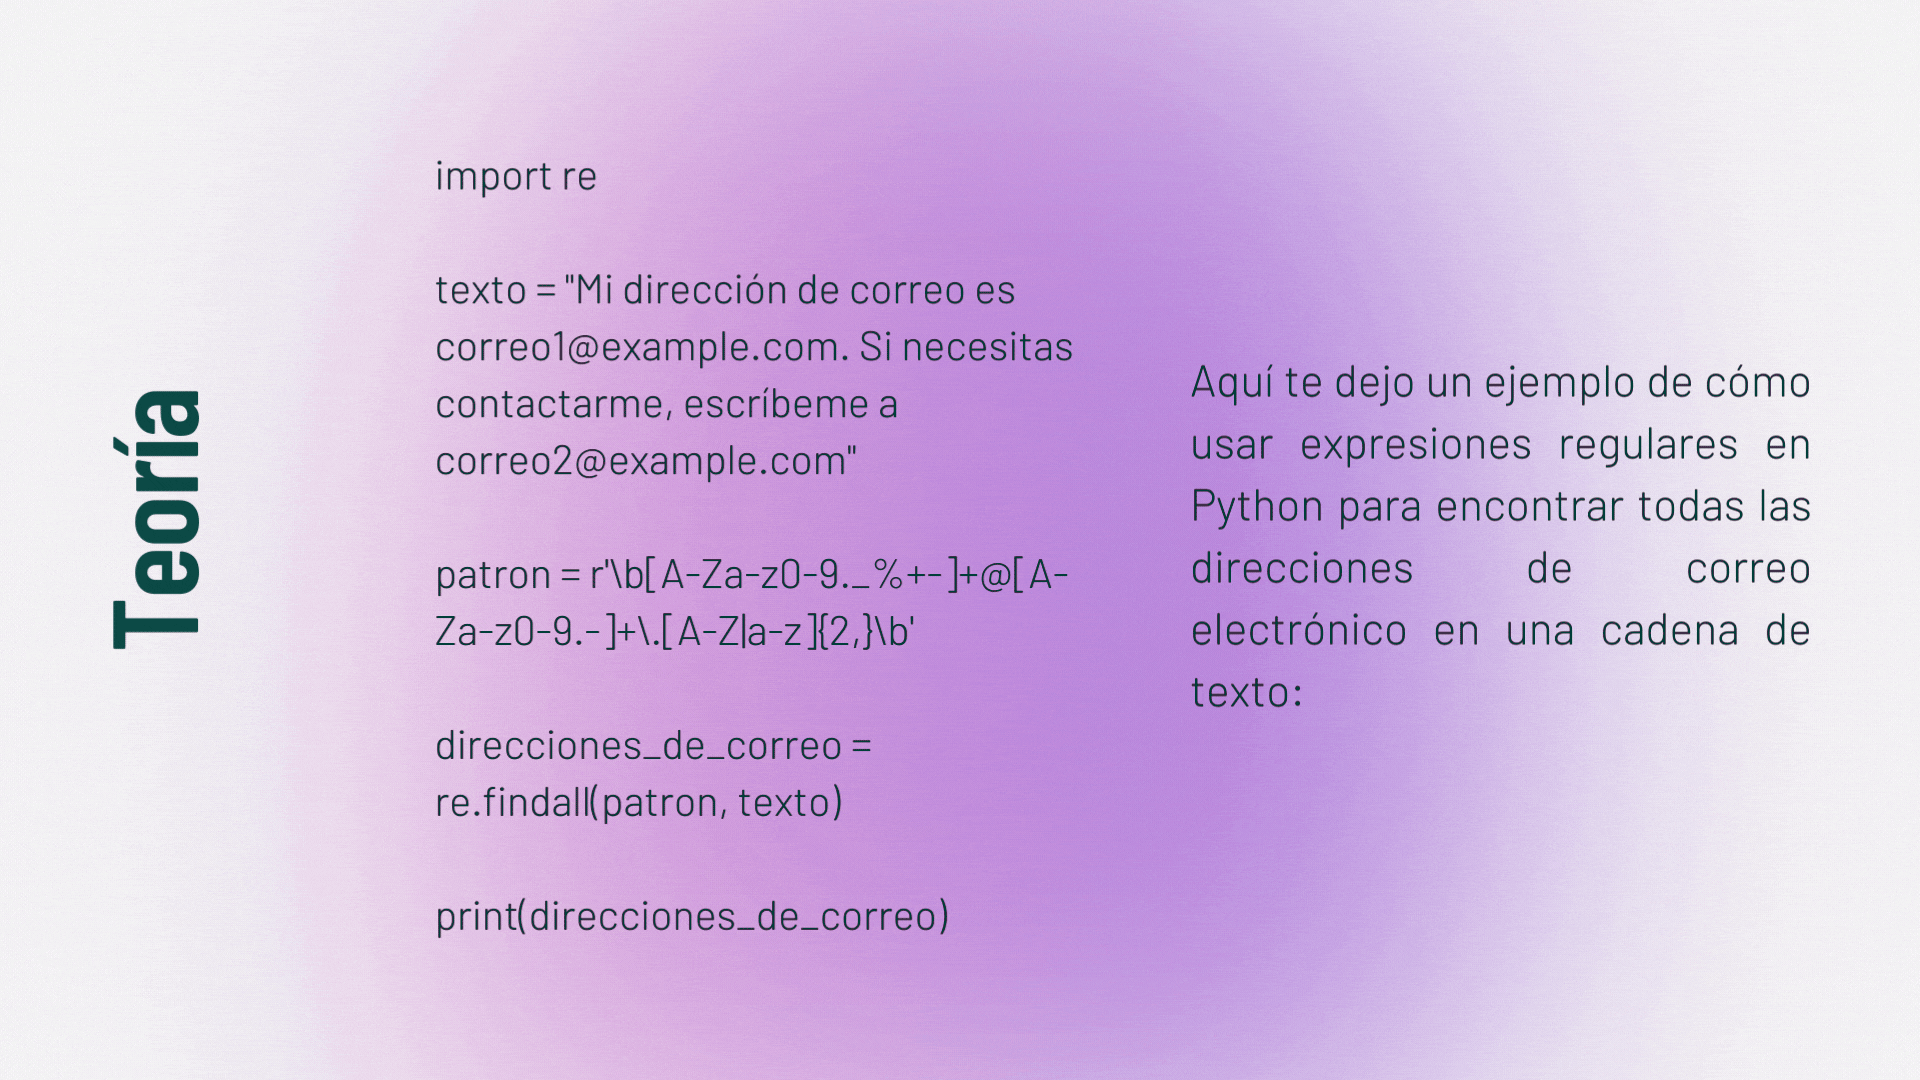 Teoría
import re
texto = "Mi dirección de correo es
correo1@example.com. Si necesitas
contactarme, escríbeme a
correo2@example.com"
patron = r'\b[A-Za-z0-9._%+-]+@[A-
Za-z0-9.-]+\.[A-Z|a-z]{2,}\b'
direcciones_de_correo =
re.findall(patron, texto)
print(direcciones_de_correo)
Aquí te dejo un ejemplo de cómo
usar expresiones regulares en
Python para encontrar todas las
direcciones de correo
electrónico en una cadena de
texto: